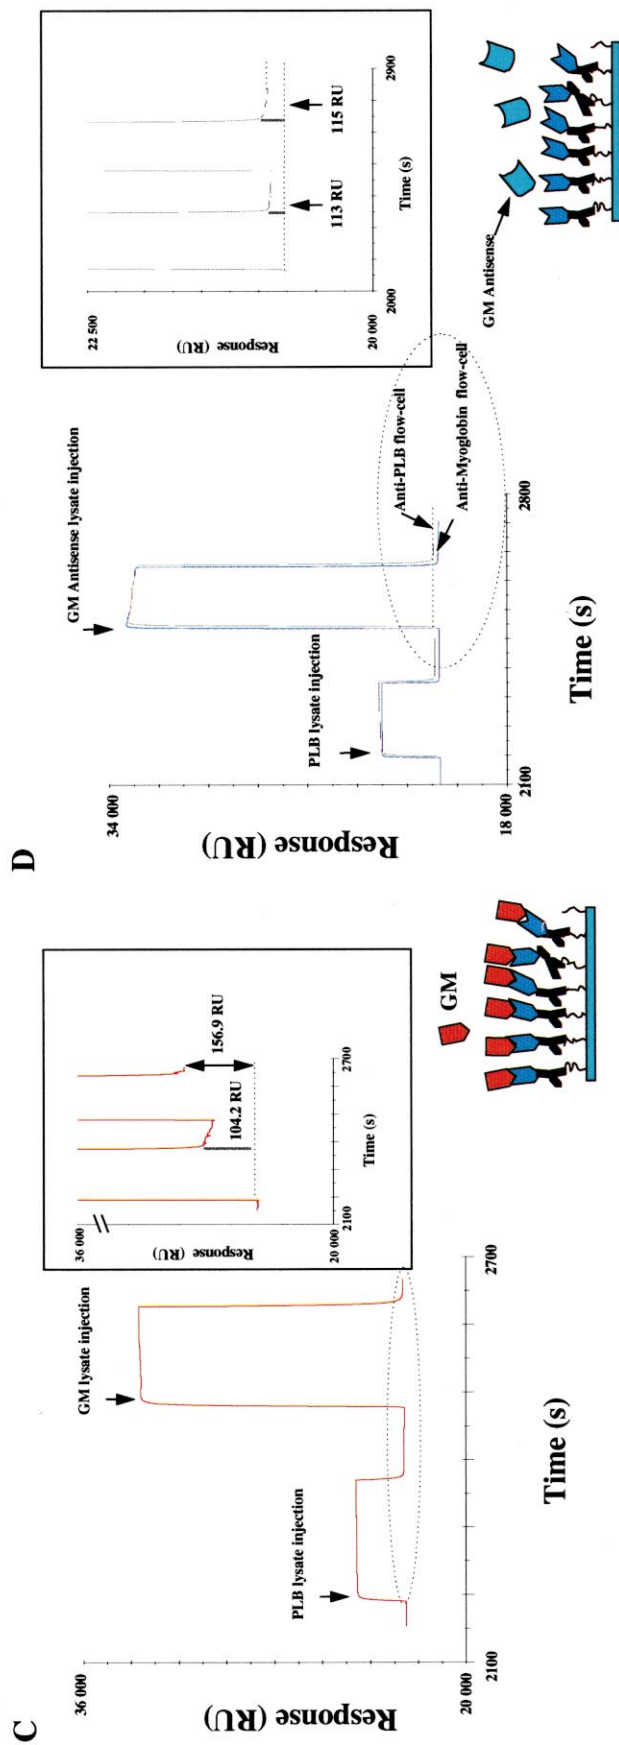 C
36 000
Response (RU)
20 000
2100
2700
Time (s)
PLB lysate injection
GM lysate injection
36 000
Response (RU)
20 000
2100
2700
Time (s)
104.2 RU
156.9 RU
GM
D
34 000
Response (RU)
18 000
2100
2800
Time (s)
PLB lysate injection
GM Antisense lysate injection
Anti-PLB flow-cell
Anti-Myoglobin flow-cell
22 500
Response (RU)
20 000
2000
2900
Time (s)
113 RU
115 RU
GM Antisense